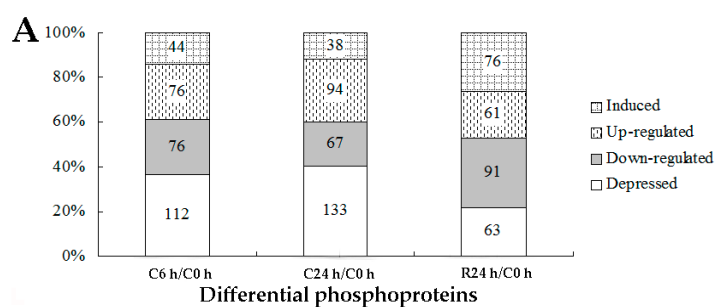 A
100%
80%
60%
40%
20%
0%
44
76
76
112
38
94
67
133
76
61
91
63
C6 h/C0 h
C24 h/C0 h
R24 h/C0 h
Differential phosphoproteins
Induced
Up-regulated
Down-regulated
Depressed